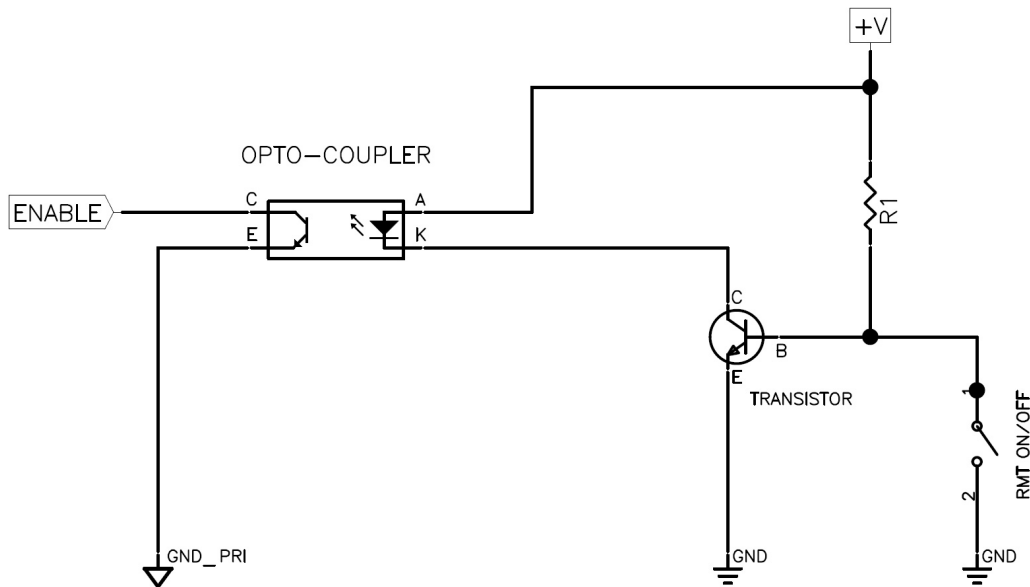 +V
OPTO-COUPLER
ENABLE
C
A
E
K
R1
C
B
E
TRANSISTOR
1
2
RMT ON/OFF
GND_PRI
GND
GND